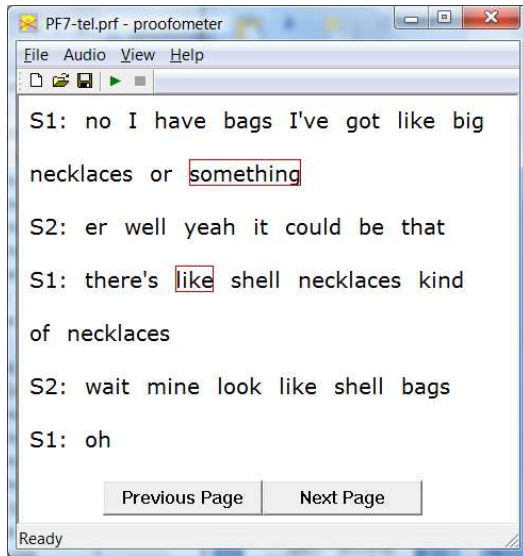 PF7-tel.prf - proofometer
File Audio View Help
S1: no I have bags I've got like big
necklaces or something
S2: er well yeah it could be that
S1: there's like shell necklaces kind
of necklaces
S2: wait mine look like shell bags
S1: oh
Previous Page Next Page
Ready